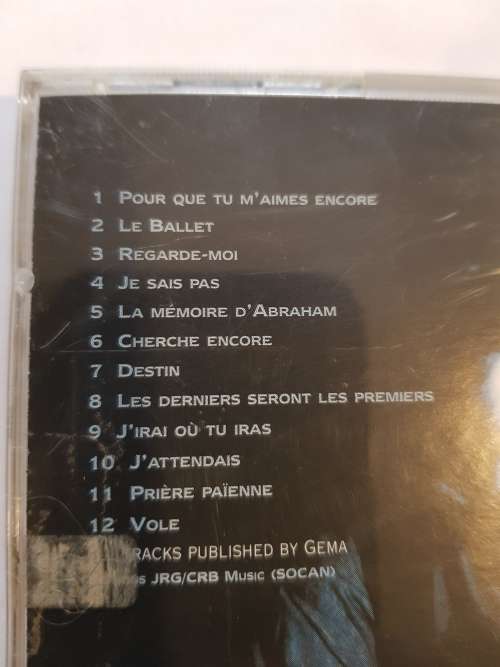 1 POUR QUE TU M'AIMES ENCORE
2 LE BALLET
3 REGARDE-MOI
4 JE SAIS PAS
5 LA MÉMOIRE D'ABRAHAM
6 CHERCHE ENCORE
7 DESTIN
8 LES DERNIERS SERONT LES PREMIERS
9 J'IRAI OÙ TU IRAS
10 J'ATTENDAIS
11 PRIÈRE PAÏENNE
12 VOLE
TRACKS PUBLISHED BY GEMA
JRG/CRB MUSIC (SOCAN)